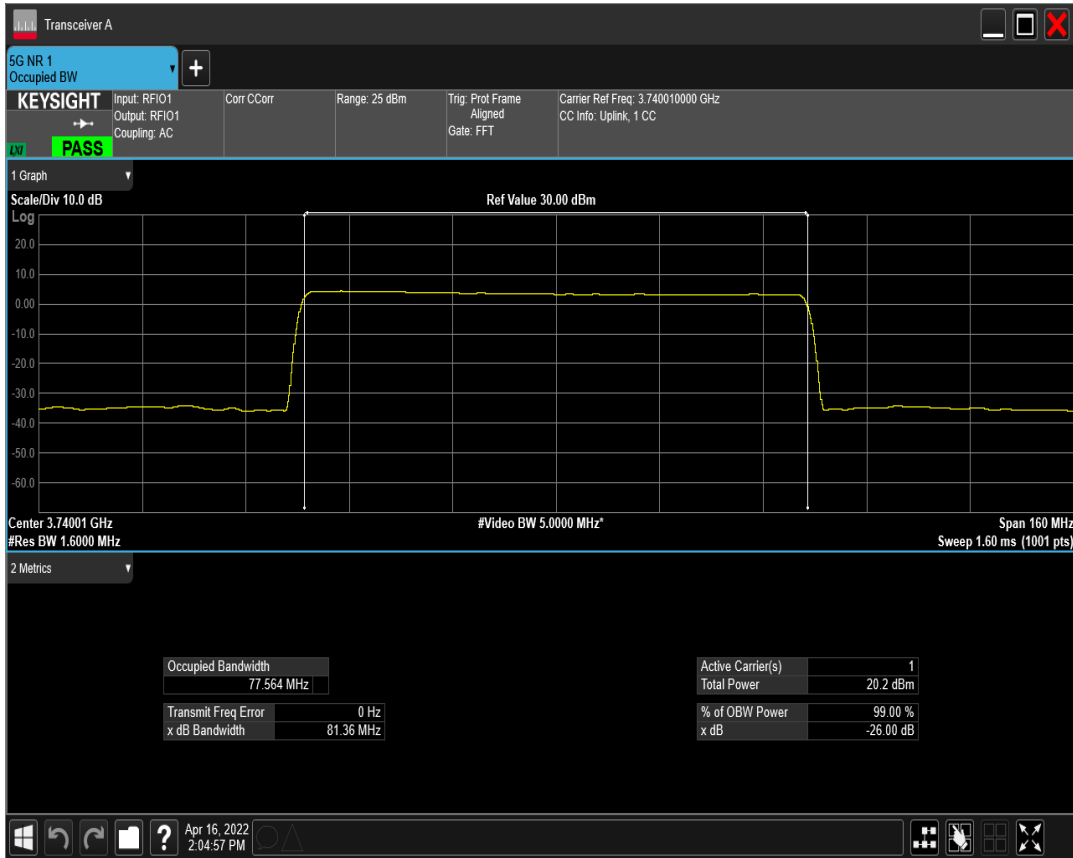 Transceiver A
5G NR 1
Occupied BW
KEYSIGHT
LXI
PASS
Input: RFIO1
Output: RFIO1
Coupling: AC
Corr CCorr
Range: 25 dBm
Trig: Prot Frame
Aligned
Gate: FFT
Carrier Ref Freq: 3.740010000 GHz
CC Info: Uplink, 1 CC
1 Graph
Scale/Div 10.0 dB
Ref Value 30.00 dBm
Log
20.0
10.0
0.00
-10.0
-20.0
-30.0
-40.0
-50.0
-60.0
Center 3.74001 GHz
#Video BW 5.0000 MHz*
Span 160 MHz
#Res BW 1.6000 MHz
Sweep 1.60 ms (1001 pts)
2 Metrics
Occupied Bandwidth
77.564 MHz
Transmit Freq Error 0 Hz
x dB Bandwidth 81.36 MHz
Active Carrier(s) 1
Total Power 20.2 dBm
% of OBW Power 99.00 %
x dB -26.00 dB
?
Apr 16, 2022
2:04:57 PM